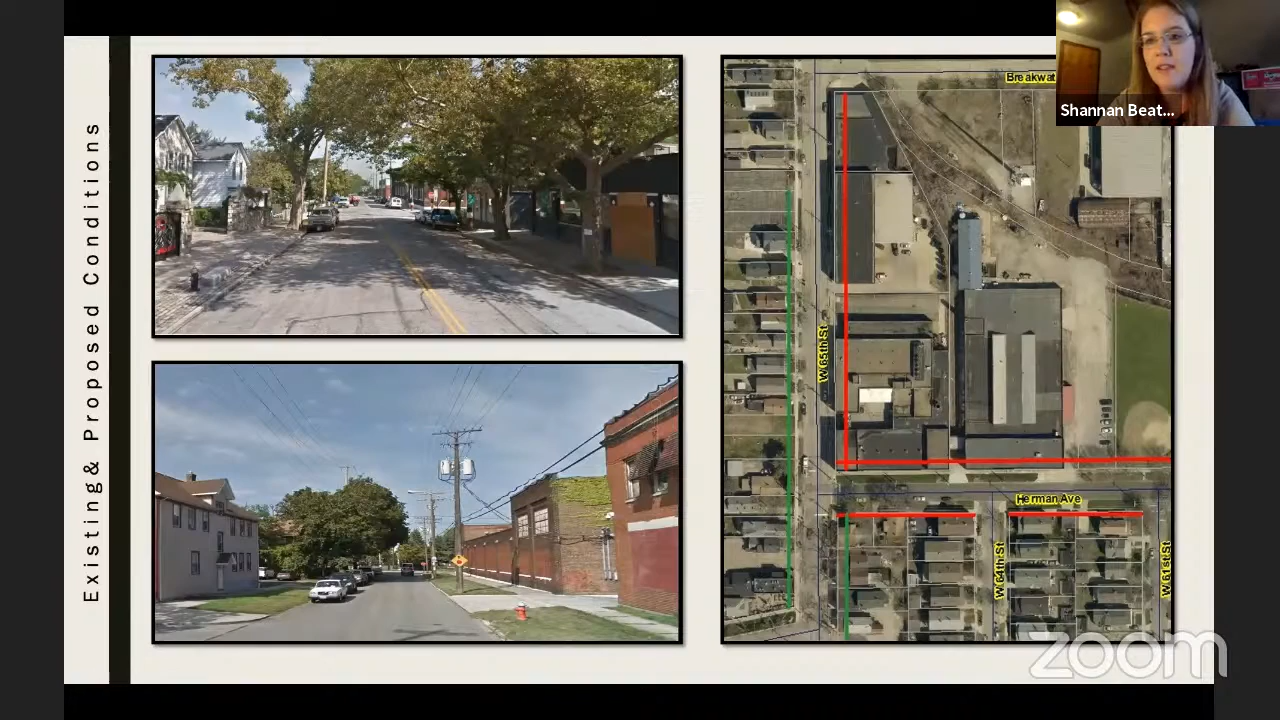 Existing& Proposed Conditions
Breakwat
Shannan Beat...
W 65th St
Herman Ave
W 64th St
W 61st St
zoom